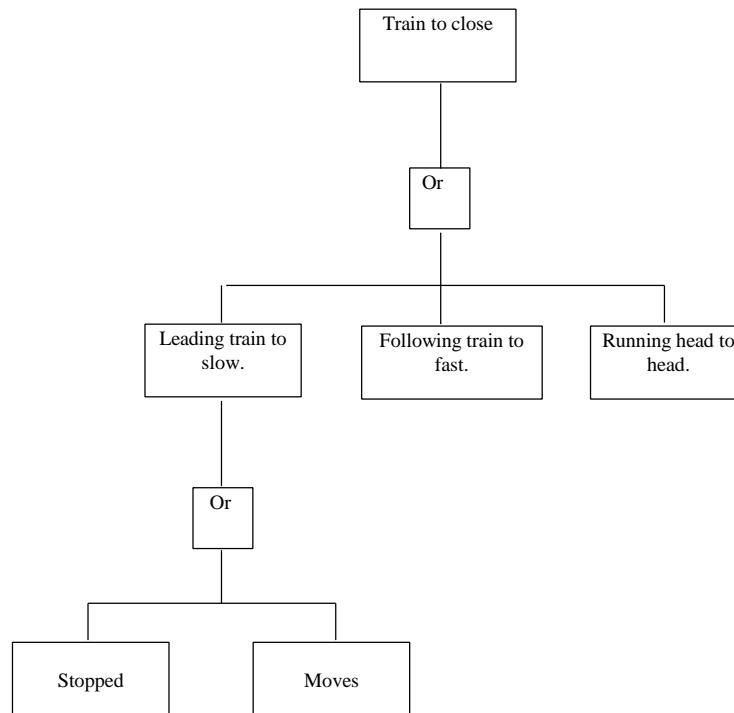 Train to close
Or
Leading train to
slow.
Following train to
fast.
Running head to
head.
Or
Stopped
Moves